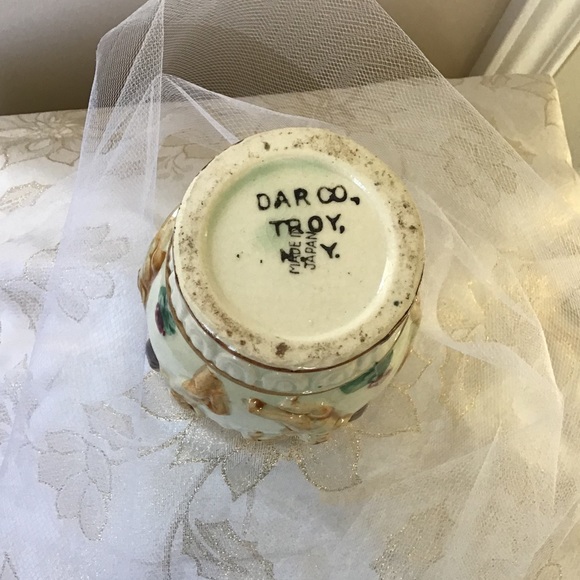 DAR CO.,
TROY,
N.Y.
MADE IN
JAPAN